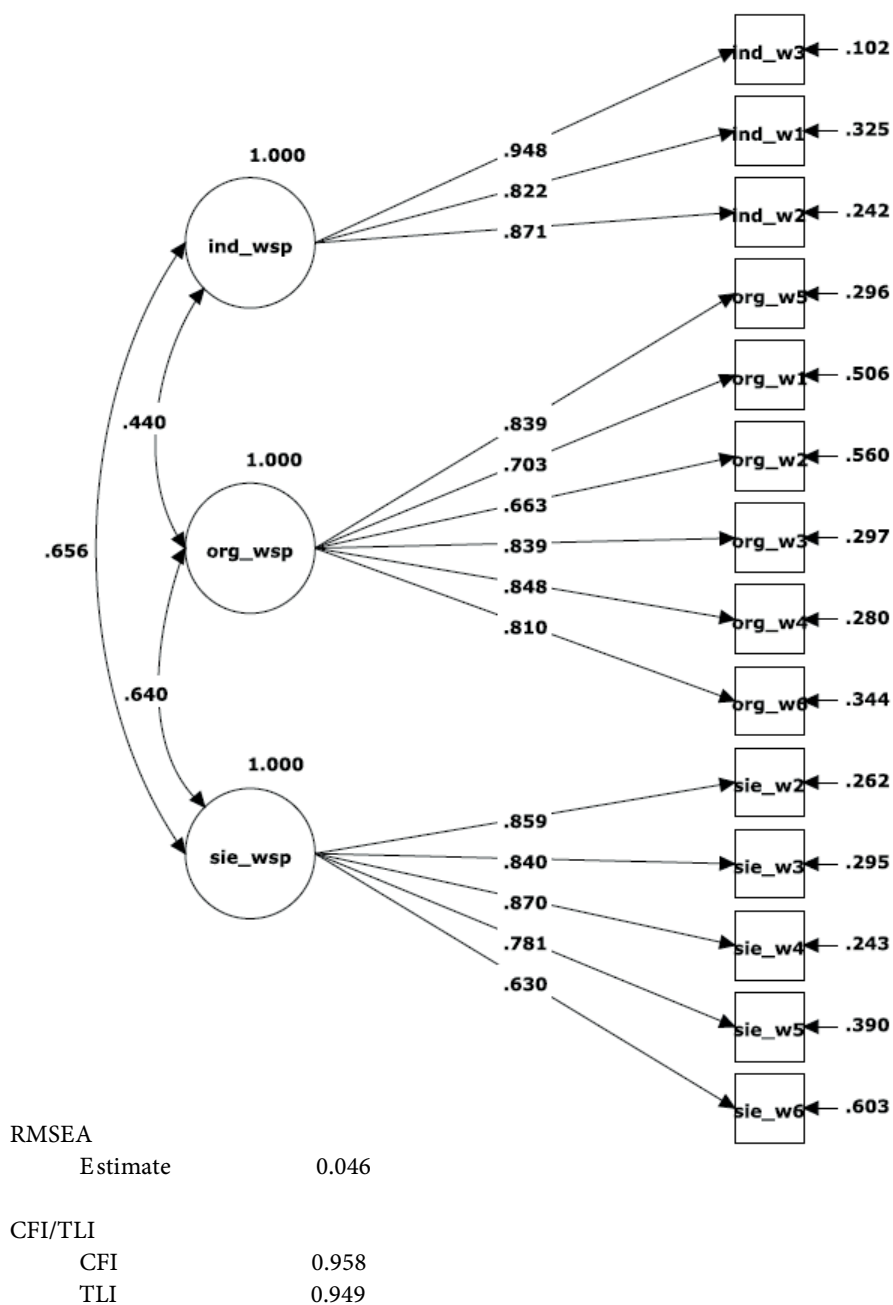 ind_w3 .102
1.000
.948
ind_w1 .325
.822
ind_w2 .242
ind_wsp
.871
org_w5 .296
org_w1 .506
.440
.839
1.000
.703
org_w2 .560
.663
org_w3 .297
.656
org_wsp
.839
.848
org_w4 .280
.810
.640
org_w6 .344
1.000
sie_w2 .262
.859
sie_wsp
.840
sie_w3 .295
.870
.781
sie_w4 .243
.630
sie_w5 .390
sie_w6 .603
RMSEA
Estimate 0.046
CFI/TLI
CFI 0.958
TLI 0.949